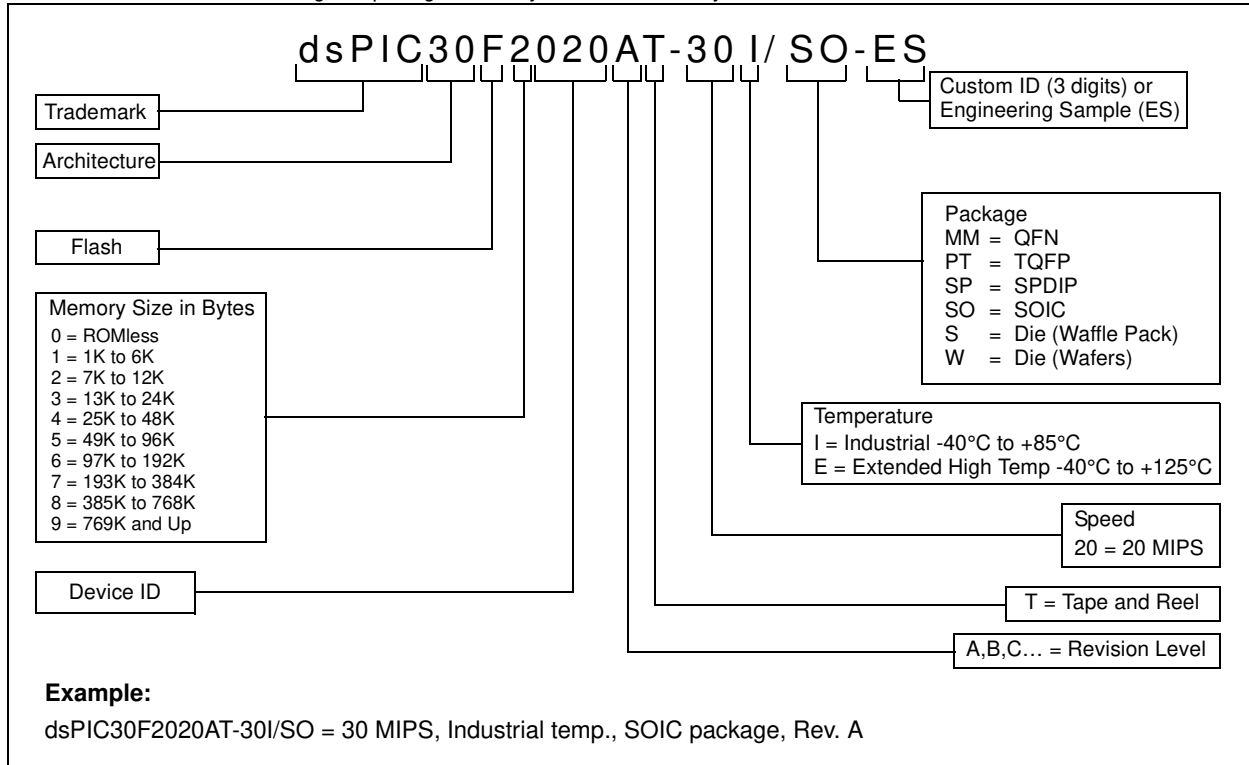 dsPIC30F2020AT-30I/SO-ES
Trademark
Architecture
Flash
Memory Size in Bytes
0 = ROMless
1 = 1K to 6K
2 = 7K to 12K
3 = 13K to 24K
4 = 25K to 48K
5 = 49K to 96K
6 = 97K to 192K
7 = 193K to 384K
8 = 385K to 768K
9 = 769K and Up
Device ID
Custom ID (3 digits) or
Engineering Sample (ES)
Package
MM = QFN
PT = TQFP
SP = SPDIP
SO = SOIC
S = Die (Waffle Pack)
W = Die (Wafers)
Temperature
I = Industrial -40°C to +85°C
E = Extended High Temp -40°C to +125°C
Speed
20 = 20 MIPS
T = Tape and Reel
A,B,C… = Revision Level
Example:
dsPIC30F2020AT-30I/SO = 30 MIPS, Industrial temp., SOIC package, Rev. A